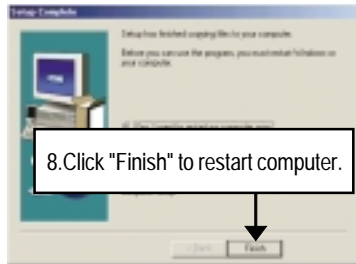 Setup Complete
Setup has finished copying files to your computer.
Before you can use the program, you must restart Windows or
your computer.
8.Click "Finish" to restart computer.
< Back
Finish